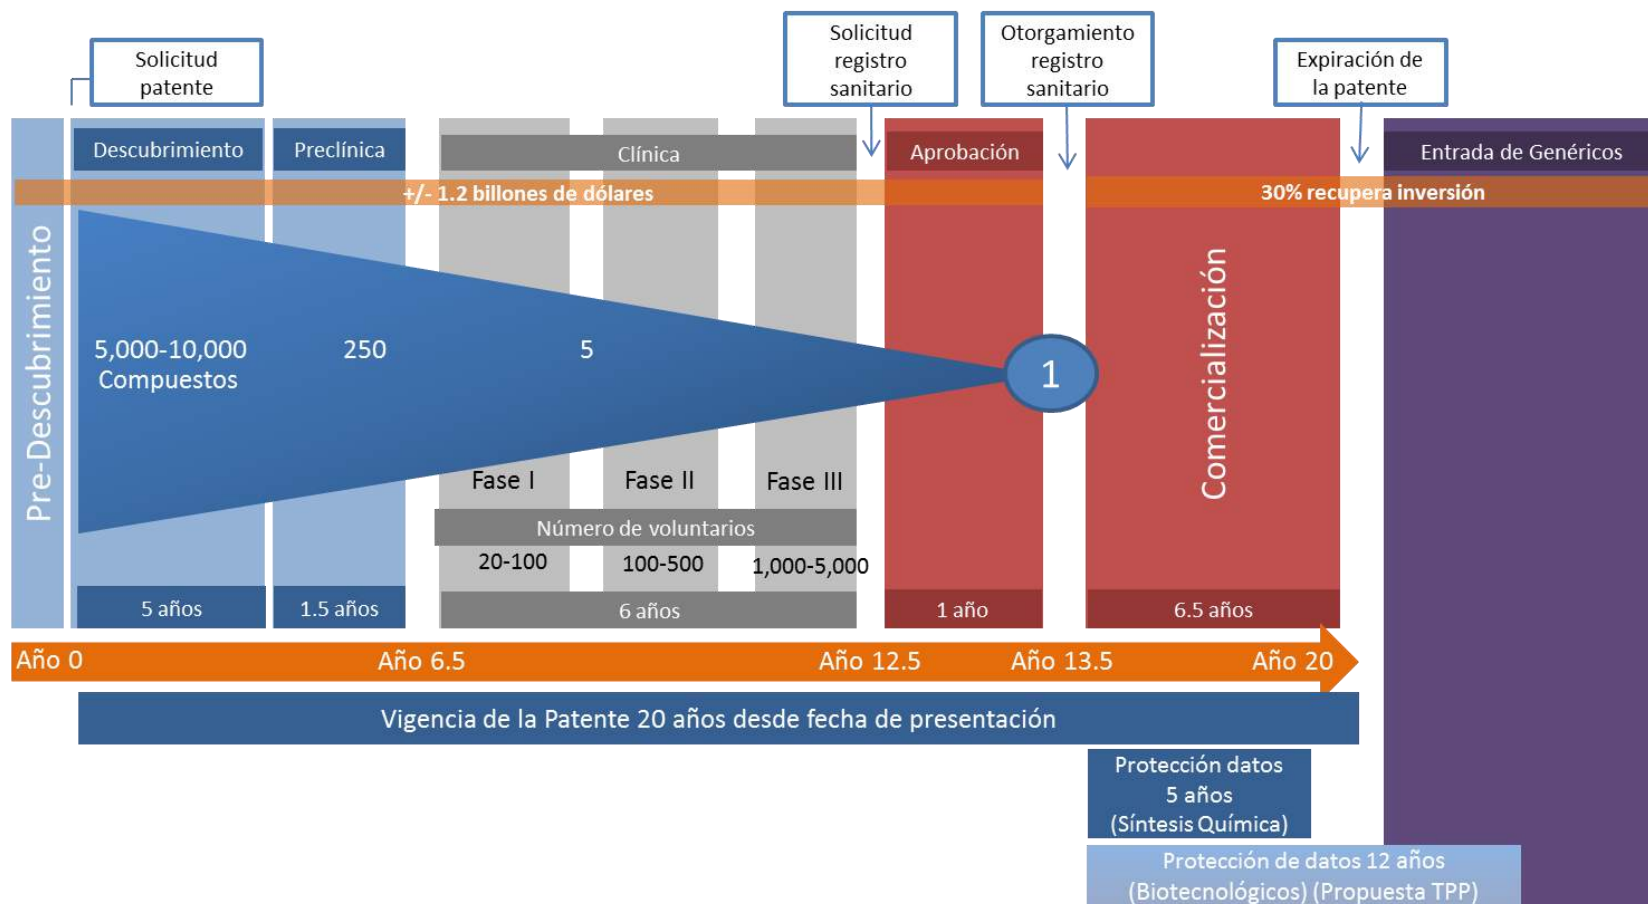 Solicitud
patente
Solicitud
registro
sanitario
Otorgamiento
registro
sanitario
Expiración de
la patente
Descubrimiento
Preclínica
Clínica
Aprobación
Entrada de Genéricos
+/- 1.2 billones de dólares
30% recupera inversión
Pre-Descubrimiento
5,000-10,000
Compuestos
250
5
1
Comercialización
Fase I
Fase II
Fase III
Número de voluntarios
20-100
100-500
1,000-5,000
5 años
1.5 años
6 años
1 año
6.5 años
Año 0
Año 6.5
Año 12.5
Año 13.5
Año 20
Vigencia de la Patente 20 años desde fecha de presentación
Protección datos
5 años
(Síntesis Química)
Protección de datos 12 años
(Biotecnológicos) (Propuesta TPP)